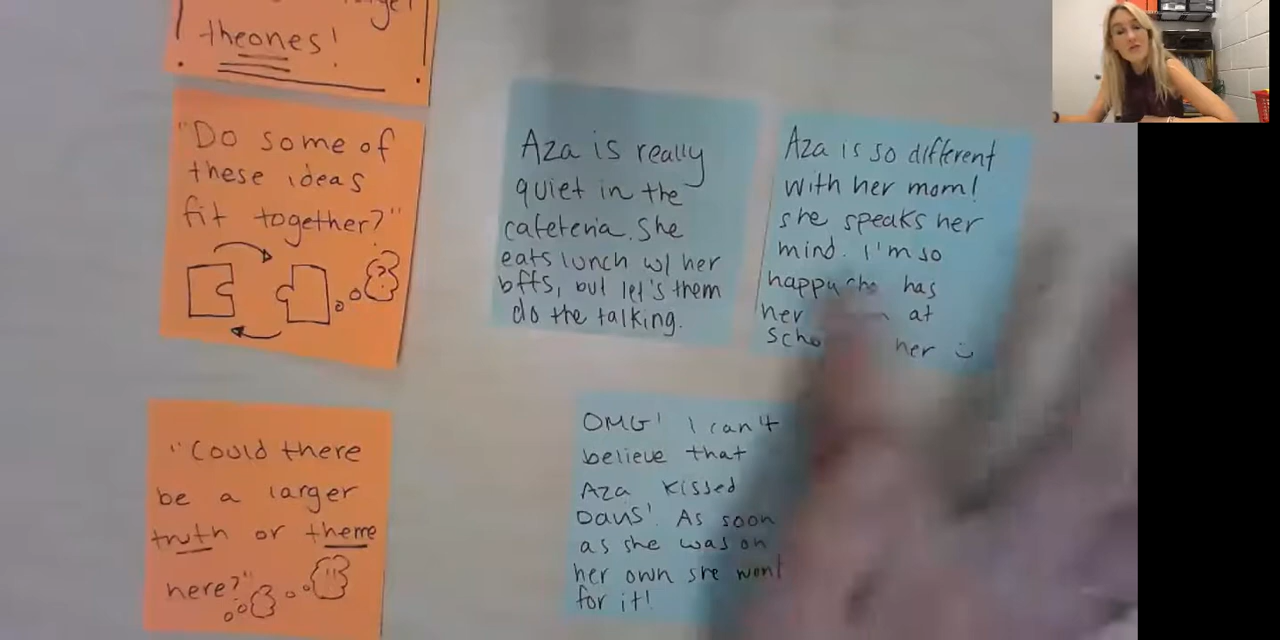 theories!
"Do some of
these ideas
fit together?"
"Could there
be a larger
truth or theme
here?"
Aza is really
quiet in the
cafeteria. She
eats lunch w/ her
bffs, but let's them
do the talking.
Aza is so different
with her mom!
she speaks her
mind. I'm so
happy she has
her at
her
OMG! I can't
believe that
Aza kissed
Davis! As soon
as she was on
her own she went
for it!